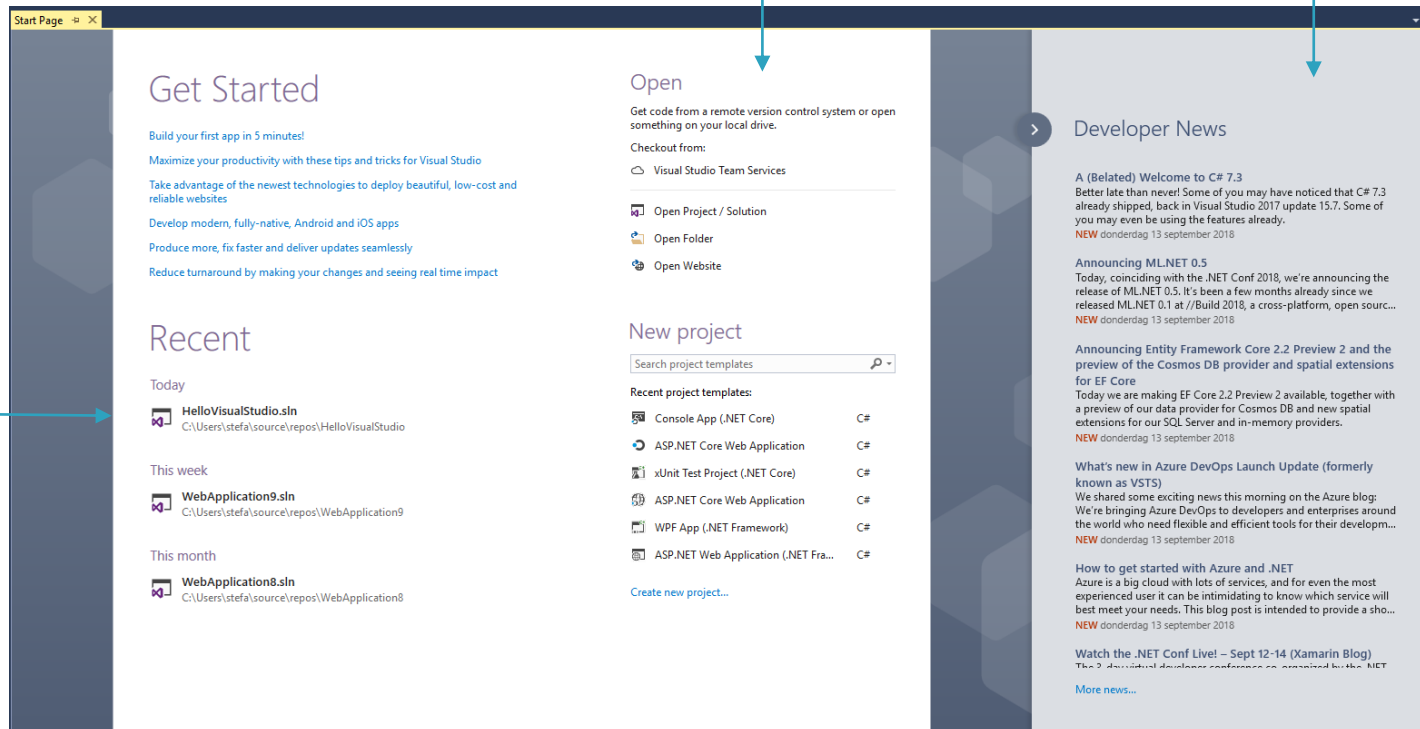 Start Page
Get Started
Build your first app in 5 minutes!
Maximize your productivity with these tips and tricks for Visual Studio
Take advantage of the newest technologies to deploy beautiful, low-cost and
reliable websites
Develop modern, fully-native, Android and iOS apps
Produce more, fix faster and deliver updates seamlessly
Reduce turnaround by making your changes and seeing real time impact
Recent
Today
HelloVisualStudio.sln
C:\Users\stefa\source\repos\HelloVisualStudio
This week
WebApplication9.sln
C:\Users\stefa\source\repos\WebApplication9
This month
WebApplication8.sln
C:\Users\stefa\source\repos\WebApplication8
Open
Get code from a remote version control system or open
something on your local drive.
Checkout from:
Visual Studio Team Services
Open Project / Solution
Open Folder
Open Website
New project
Search project templates
Recent project templates:
Console App (.NET Core) C#
ASP.NET Core Web Application C#
xUnit Test Project (.NET Core) C#
ASP.NET Core Web Application C#
WPF App (.NET Framework) C#
ASP.NET Web Application (.NET Fra... C#
Create new project...
Developer News
A (Belated) Welcome to C# 7.3
Better late than never! Some of you may have noticed that C# 7.3
already shipped, back in Visual Studio 2017 update 15.7. Some of
you may even be using the features already.
NEW donderdag 13 september 2018
Announcing ML.NET 0.5
Today, coinciding with the .NET Conf 2018, we're announcing the
release of ML.NET 0.5. It's been a few months already since we
released ML.NET 0.1 at //Build 2018, a cross-platform, open sourc...
NEW donderdag 13 september 2018
Announcing Entity Framework Core 2.2 Preview 2 and the
preview of the Cosmos DB provider and spatial extensions
for EF Core
Today we are making EF Core 2.2 Preview 2 available, together with
a preview of our data provider for Cosmos DB and new spatial
extensions for our SQL Server and in-memory providers.
NEW donderdag 13 september 2018
What's new in Azure DevOps Launch Update (formerly
known as VSTS)
We shared some exciting news this morning on the Azure blog:
We're bringing Azure DevOps to developers and enterprises around
the world who need flexible and efficient tools for their developm...
NEW donderdag 13 september 2018
How to get started with Azure and .NET
Azure is a big cloud with lots of services, and for even the most
experienced user it can be intimidating to know which service will
best meet your needs. This blog post is intended to provide a sho...
NEW donderdag 13 september 2018
Watch the .NET Conf Live! – Sept 12-14 (Xamarin Blog)
The 3-day virtual developer conference co-organized by the .NET
More news...